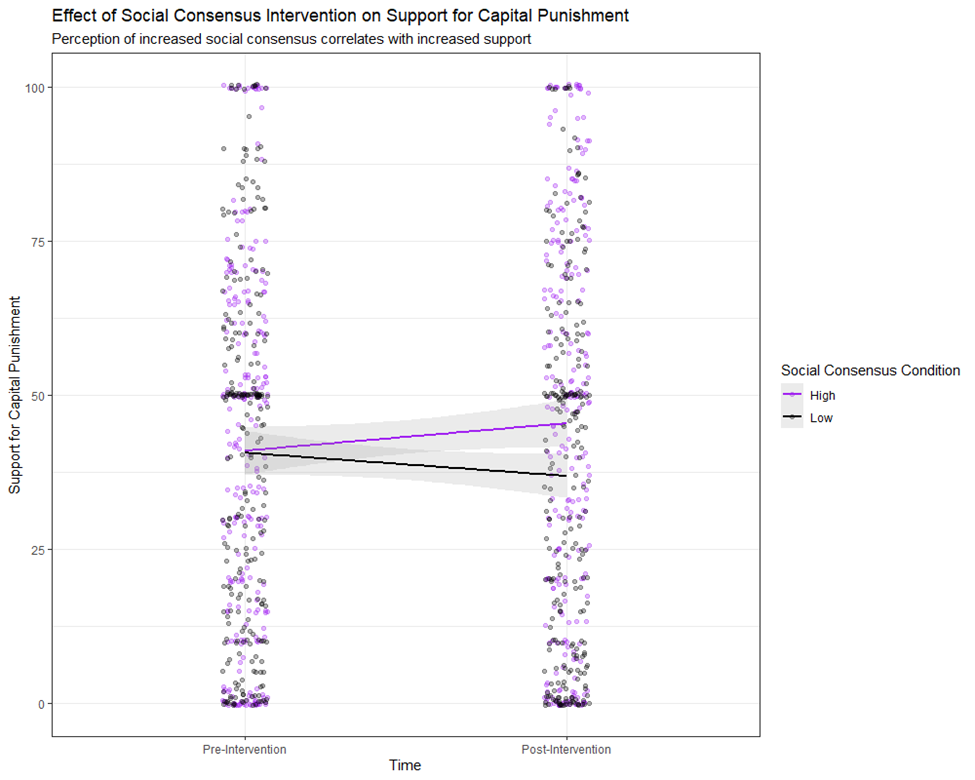 Effect of Social Consensus Intervention on Support for Capital Punishment
Perception of increased social consensus correlates with increased support
Support for Capital Punishment
100
75
50
25
0
Pre-Intervention
Post-Intervention
Time
Social Consensus Condition
High
Low